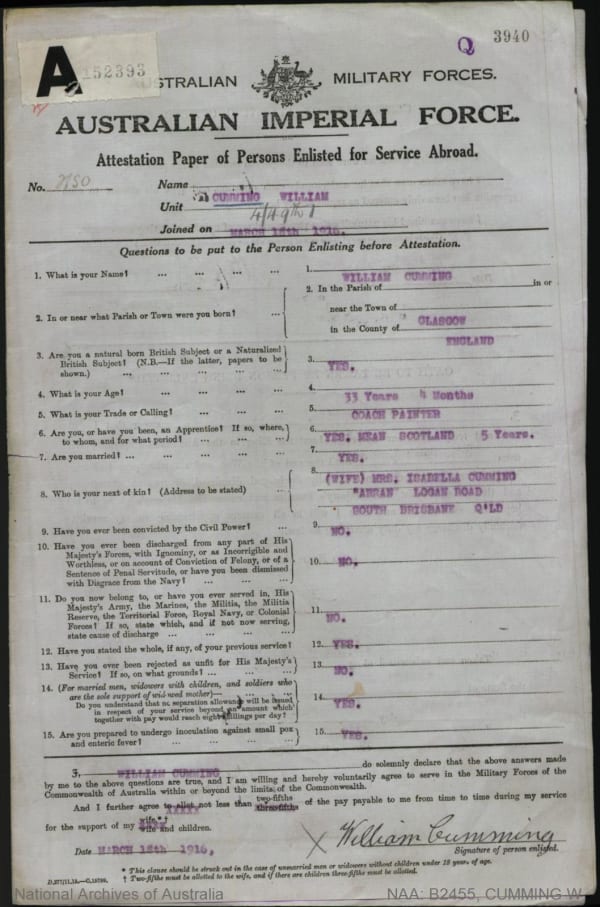 Q 3940
A 152393
AUSTRALIAN MILITARY FORCES.
AUSTRALIAN IMPERIAL FORCE.
Attestation Paper of Persons Enlisted for Service Abroad.
No. Name CUMMING WILLIAM
Unit 4/49th
Joined on MARCH 15th 1916.
Questions to be put to the Person Enlisting before Attestation.
1. What is your Name? ... ... ... 1. WILLIAM CUMMING
2. In or near what Parish or Town were you born? ... 2. In the Parish of in or
near the Town of GLASGOW
in the County of ENGLAND
3. Are you a natural born British Subject or a Naturalized
British Subject? (N.B.—If the latter, papers to be
shown.) ... ... ... ... 3. YES.
4. What is your Age? ... ... ... 4. 33 Years 4 Months
5. What is your Trade or Calling? ... ... ... 5. COACH PAINTER
6. Are you, or have you been, an Apprentice? If so, where,
to whom, and for what period? ... ... ... 6. YES. MEAN SCOTLAND 5 Years.
7. Are you married? ... ... ... ... 7. YES.
8. Who is your next of kin? (Address to be stated) ... 8. (WIFE) MRS. ISABELLA CUMMING
"ARRAN" LOGAN ROAD
SOUTH BRISBANE Q'LD
9. Have you ever been convicted by the Civil Power? ... 9. NO.
10. Have you ever been discharged from any part of His
Majesty's Forces, with Ignominy, or as Incorrigible and
Worthless, or on account of Conviction of Felony, or of a
Sentence of Penal Servitude, or have you been dismissed
with Disgrace from the Navy? ... ... ... 10. NO.
11. Do you now belong to, or have you ever served in, His
Majesty's Army, the Marines, the Militia, the Militia
Reserve, the Territorial Force, Royal Navy, or Colonial
Forces? If so, state which, and if not now serving,
state cause of discharge ... ... ... ... 11. NO.
12. Have you stated the whole, if any, of your previous service? 12. YES.
13. Have you ever been rejected as unfit for His Majesty's
Service? If so, on what grounds? ... ... ... 13. NO.
14. (For married men, widowers with children, and soldiers who
are the sole support of widowed mother)— ... ... ...
Do you understand that no separation allowance will be issued
in respect of your service beyond an amount which
together with pay would reach eight shillings per day? 14. YES.
15. Are you prepared to undergo inoculation against small pox
and enteric fever? ... ... ... ... 15. YES.
I, WILLIAM CUMMING do solemnly declare that the above answers made
by me to the above questions are true, and I am willing and hereby voluntarily agree to serve in the Military Forces of the
Commonwealth of Australia within or beyond the limits of the Commonwealth.
And I further agree to allot not less than two-fifths three-fifths of the pay payable to me from time to time during my service
for the support of my wife*† wife and children.
Date MARCH 15th 1916, X William Cumming
Signature of person enlisted.
* This clause should be struck out in the case of unmarried men or widowers without children under 18 years of age.
† Two-fifths must be allotted to the wife, and if there are children three-fifths must be allotted.
National Archives of Australia NAA: B2455, CUMMING W